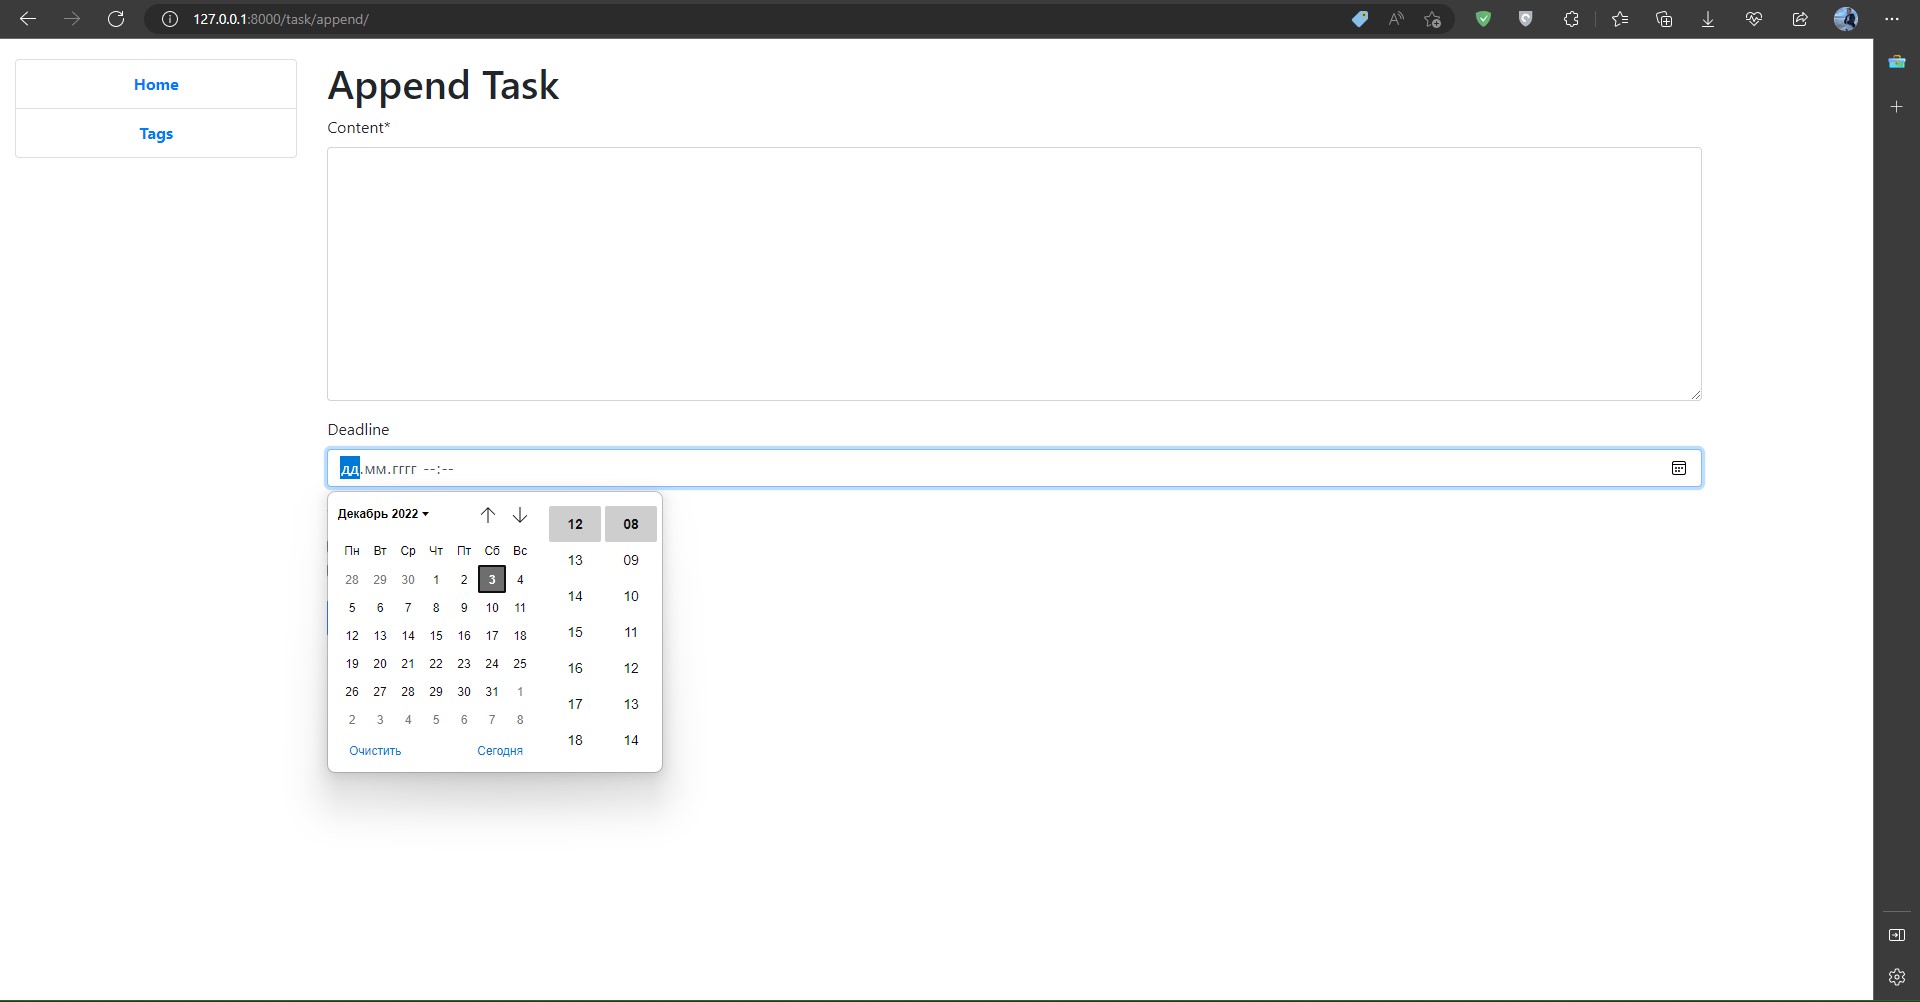 127.0.0.1:8000/task/append/
Home
Tags
Append Task
Content*
Deadline
дд.мм.гггг --:--
Декабрь 2022
Пн Вт Ср Чт Пт Сб Вс
28 29 30 1 2 3 4
5 6 7 8 9 10 11
12 13 14 15 16 17 18
19 20 21 22 23 24 25
26 27 28 29 30 31 1
2 3 4 5 6 7 8
Очистить Сегодня
12 08
13 09
14 10
15 11
16 12
17 13
18 14